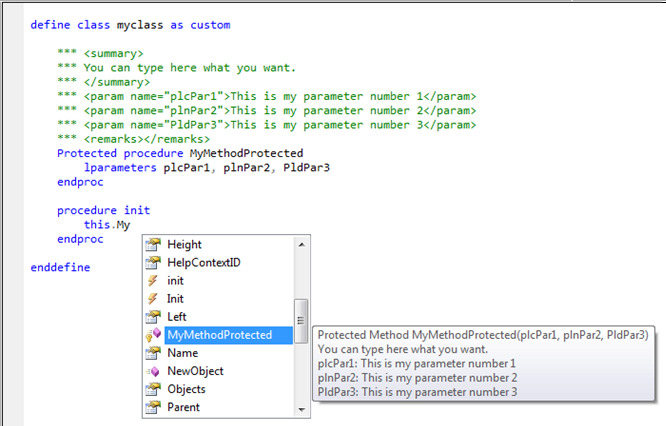 define class myclass as custom
*** <summary>
*** You can type here what you want.
*** </summary>
*** <param name="plcPar1">This is my parameter number 1</param>
*** <param name="plnPar2">This is my parameter number 2</param>
*** <param name="PldPar3">This is my parameter number 3</param>
*** <remarks></remarks>
Protected procedure MyMethodProtected
lparameters plcPar1, plnPar2, PldPar3
endproc
procedure init
this.My
endproc
enddefine
Height
HelpContextID
init
Init
Left
MyMethodProtected
Name
NewObject
Objects
Parent
Protected Method MyMethodProtected(plcPar1, plnPar2, PldPar3)
You can type here what you want.
plcPar1: This is my parameter number 1
plnPar2: This is my parameter number 2
PldPar3: This is my parameter number 3